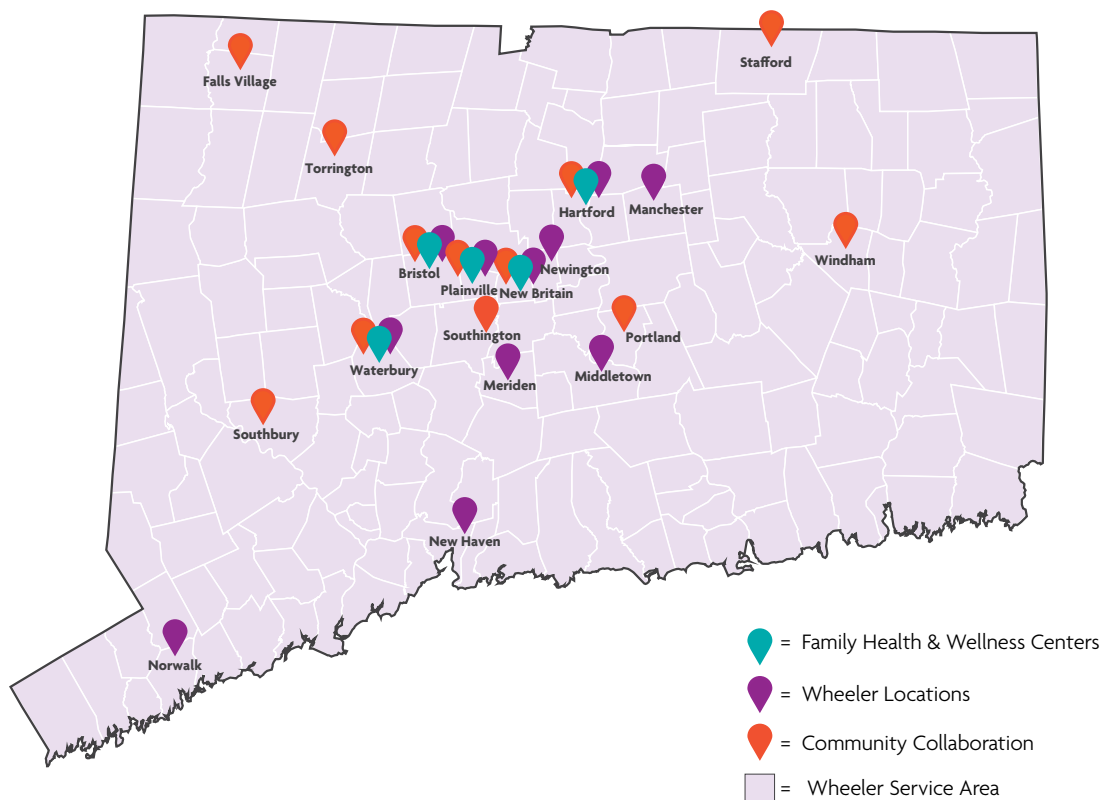 Stafford
Falls Village
Torrington
Hartford
Manchester
Windham
Bristol
Newington
Plainville
New Britain
Southington
Portland
Waterbury
Meriden
Middletown
Southbury
New Haven
Norwalk
= Family Health & Wellness Centers
= Wheeler Locations
= Community Collaboration
= Wheeler Service Area